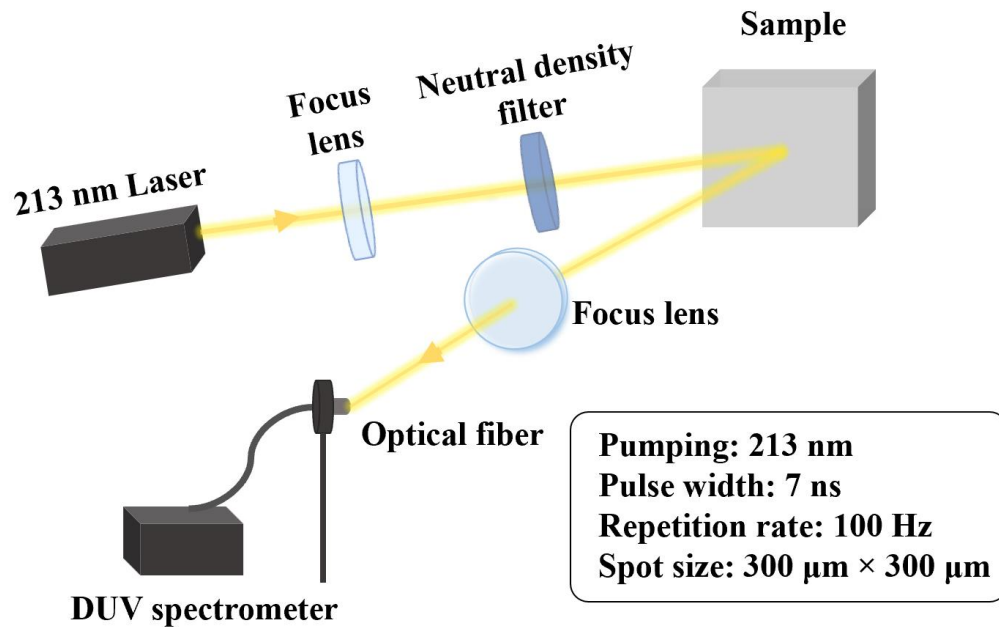 Sample
Neutral density
filter
Focus
lens
213 nm Laser
Focus lens
Optical fiber
DUV spectrometer
Pumping: 213 nm
Pulse width: 7 ns
Repetition rate: 100 Hz
Spot size: 300 μm × 300 μm